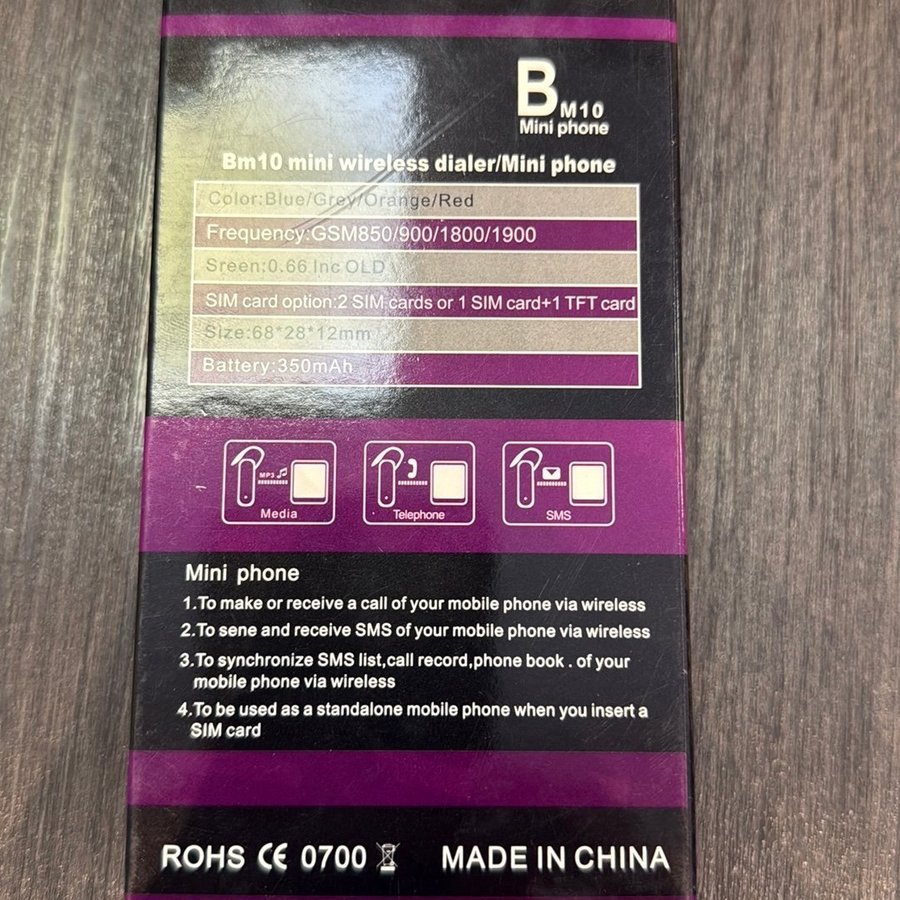 BM10
Mini phone
Bm10 mini wireless dialer/Mini phone
Color:Blue/Grey/Orange/Red
Frequency:GSM850/900/1800/1900
Sreen:0.66 Inc OLD
SIM card option:2 SIM cards or 1 SIM card+1 TFT card
Size:68*28*12mm
Battery:350mAh
MP3
Media
Telephone
SMS
Mini phone
1.To make or receive a call of your mobile phone via wireless
2.To sene and receive SMS of your mobile phone via wireless
3.To synchronize SMS list,call record,phone book . of your
mobile phone via wireless
4.To be used as a standalone mobile phone when you insert a
SIM card
ROHS CE 0700 MADE IN CHINA